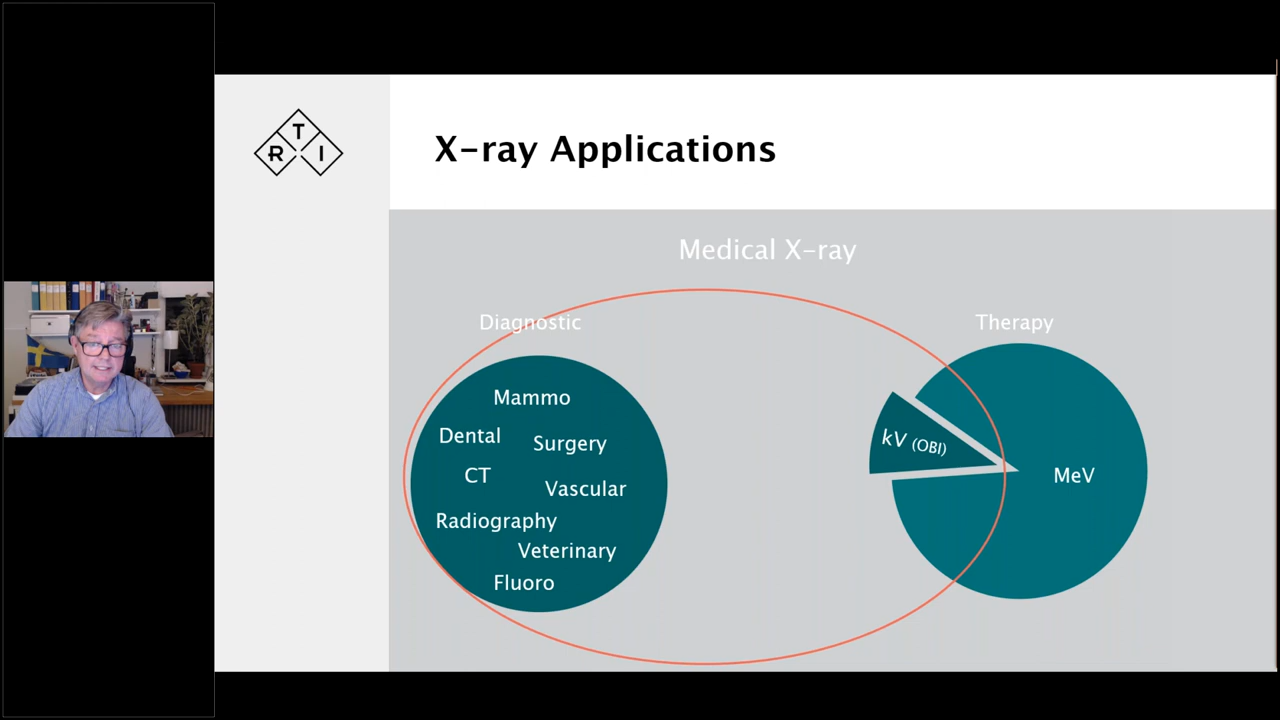 T
R I
X-ray Applications
Medical X-ray
Diagnostic
Therapy
Mammo
Dental
Surgery
CT
Vascular
Radiography
Veterinary
Fluoro
kV (OBI)
MeV